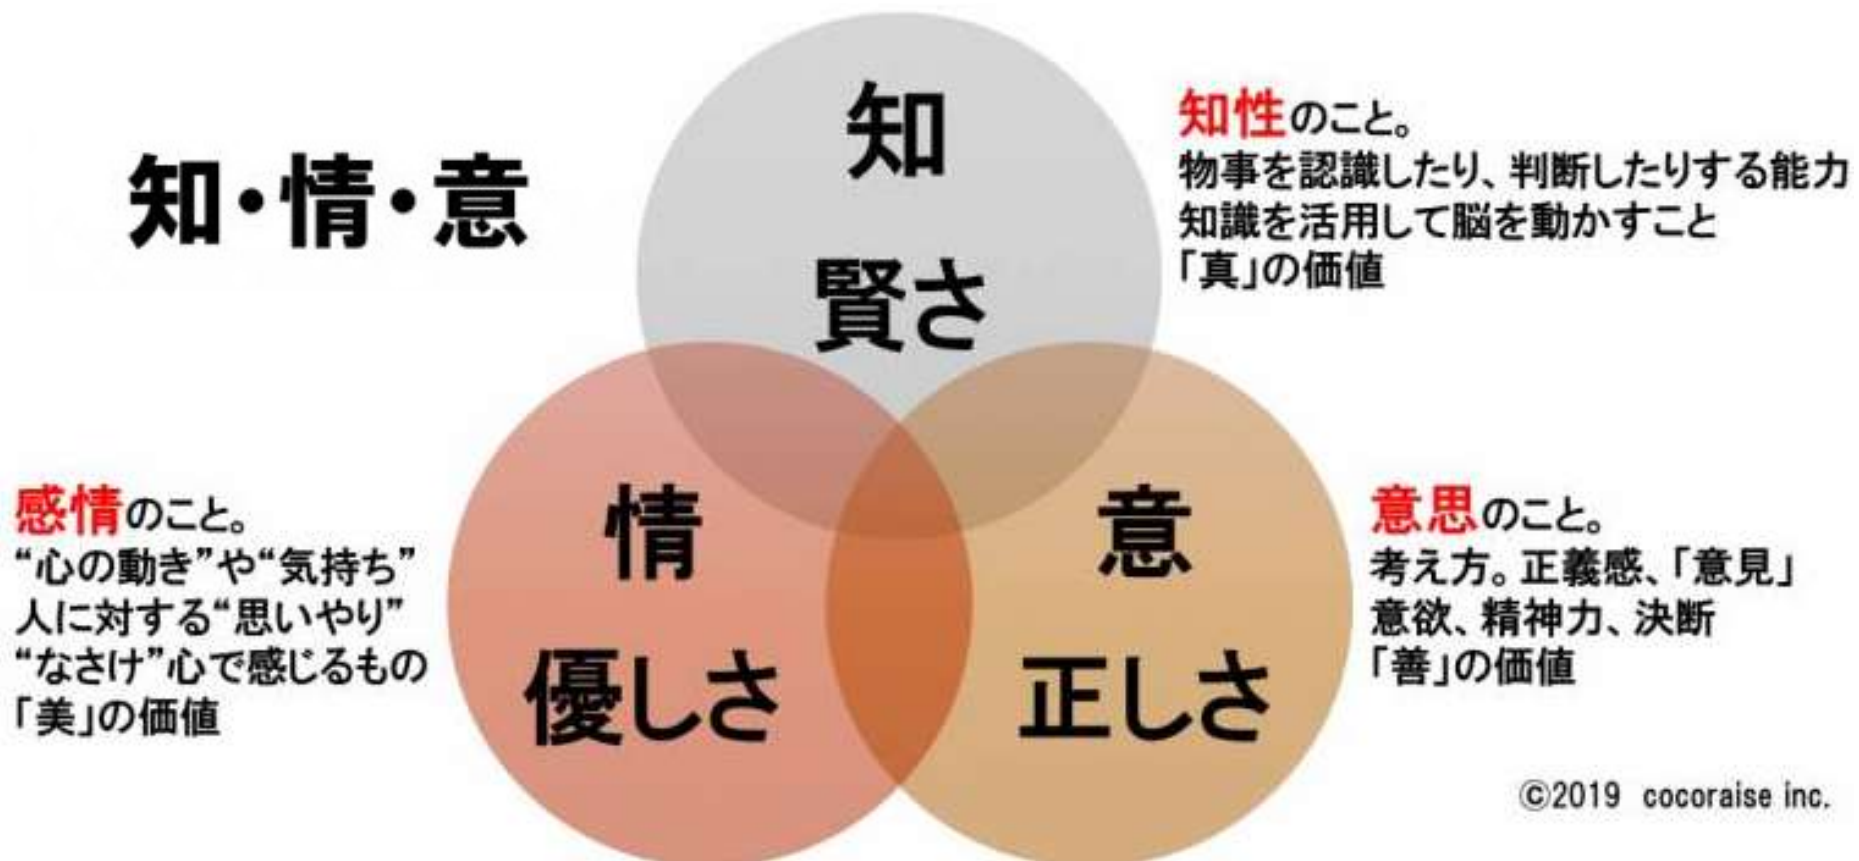 知・情・意
知
賢さ
知性のこと。
物事を認識したり、判断したりする能力
知識を活用して脳を動かすこと
「真」の価値
感情のこと。
“心の動き”や“気持ち”
人に対する“思いやり”
“なさけ”心で感じるもの
「美」の価値
情
優しさ
意
正しさ
意思のこと。
考え方。正義感、「意見」
意欲、精神力、決断
「善」の価値
©2019 cocoraise inc.